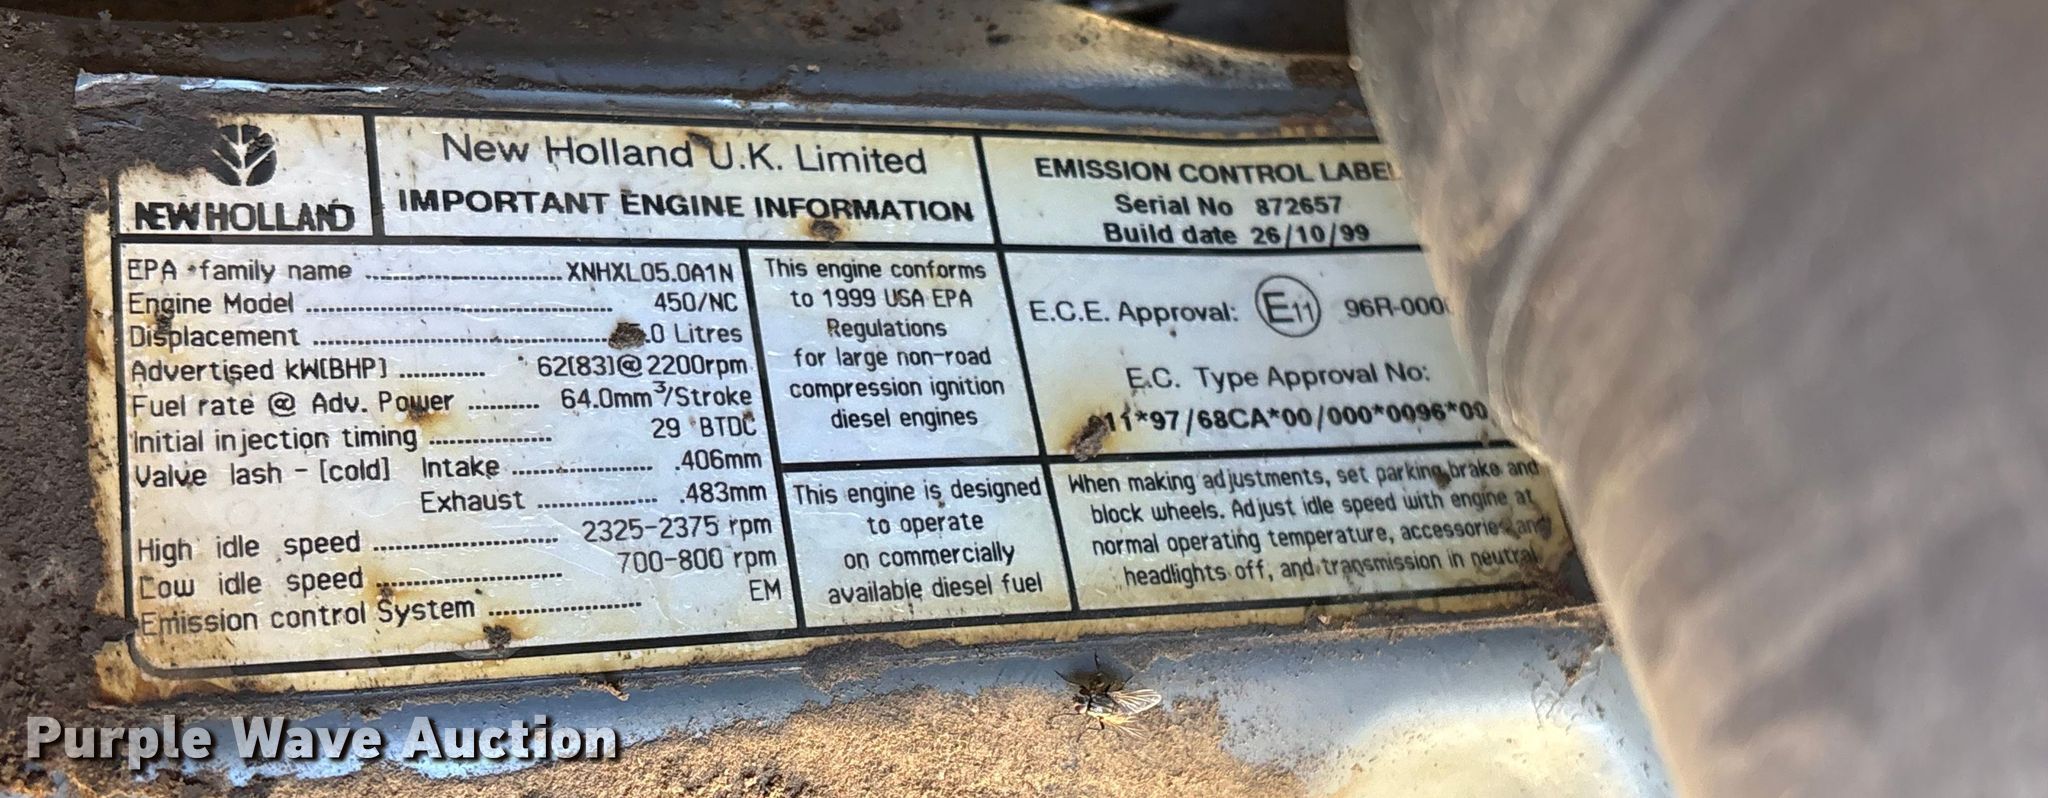 NEW HOLLAND
New Holland U.K. Limited
IMPORTANT ENGINE INFORMATION
EMISSION CONTROL LABEL
Serial No 872657
Build date 26/10/99
EPA family name ........ XNHXL05.0A1N
Engine Model ........ 450/NC
Displacement ........ .0 Litres
Advertised kW[BHP] ........ 62[83]@2200rpm
Fuel rate @ Adv. Power ........ 64.0mm³/Stroke
Initial injection timing ........ 29 °BTDC
Valve lash - [cold] Intake ........ .406mm
Exhaust ........ .483mm
High idle speed ........ 2325-2375 rpm
Low idle speed ........ 700-800 rpm
Emission control System ........ EM
This engine conforms
to 1999 USA EPA
Regulations
for large non-road
compression ignition
diesel engines
This engine is designed
to operate
on commercially
available diesel fuel
E.C.E. Approval: E11 96R-000
E.C. Type Approval No:
11*97/68CA*00/000*0096*00
When making adjustments, set parking brake and
block wheels. Adjust idle speed with engine at
normal operating temperature, accessories and
headlights off, and transmission in neutral
Purple Wave Auction